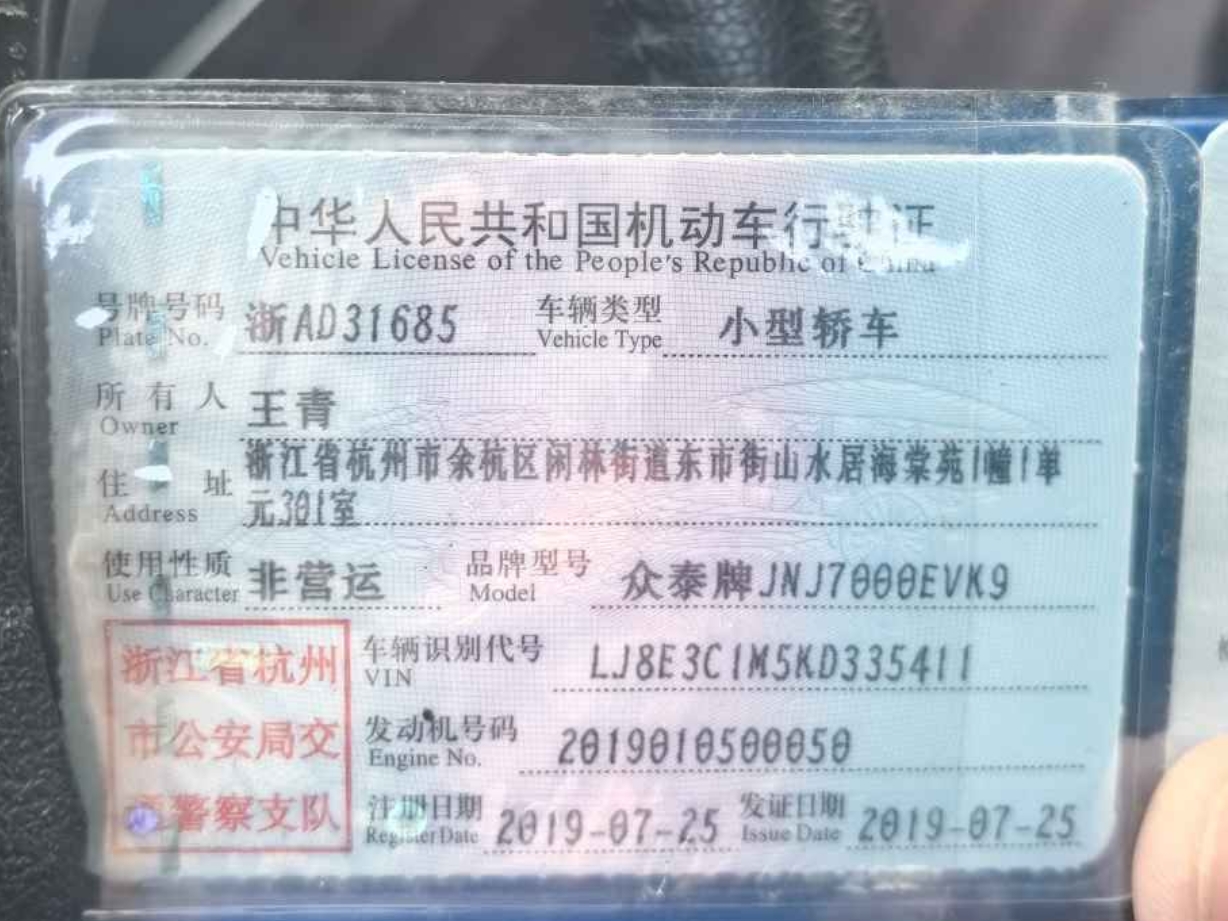 中华人民共和国机动车行驶证
Vehicle License of the People's Republic of China
号牌号码 浙AD31685 车辆类型 小型轿车
Plate No. Vehicle Type
所有人 王青
Owner
住址 浙江省杭州市余杭区闲林街道东市街山水居海棠苑1幢1单
Address 元301室
使用性质 非营运 品牌型号 众泰牌JNJ7000EVK9
Use Character Model
浙江省杭州
市公安局交
通警察支队
车辆识别代号 LJ8E3C1M5KD335411
VIN
发动机号码 2019010500050
Engine No.
注册日期 2019-07-25 发证日期 2019-07-25
Register Date Issue Date